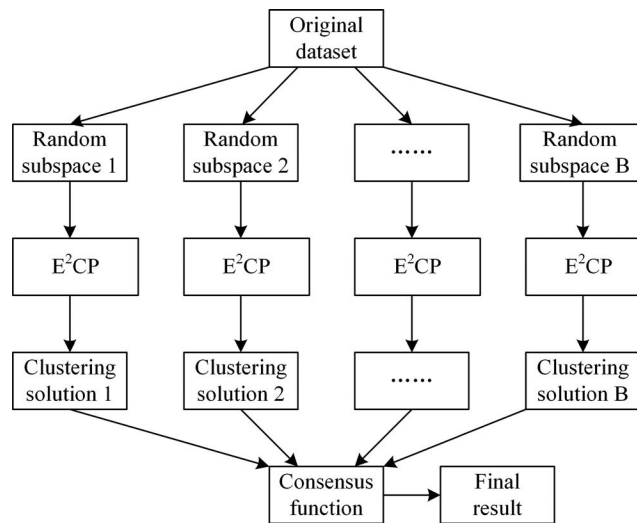 Original
dataset
Random
subspace 1
Random
subspace 2
……
Random
subspace B
E²CP
E²CP
E²CP
E²CP
Clustering
solution 1
Clustering
solution 2
……
Clustering
solution B
Consensus
function
Final
result